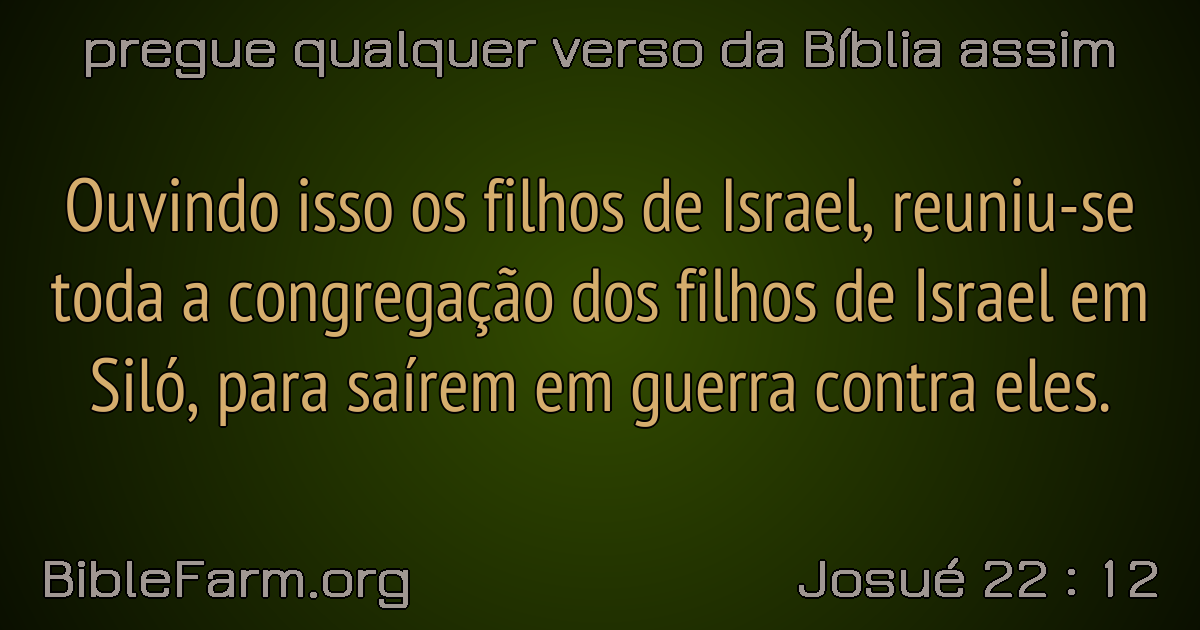 pregue qualquer verso da Bíblia assim
Ouvindo isso os filhos de Israel, reuniu-se
toda a congregação dos filhos de Israel em
Siló, para saírem em guerra contra eles.
BibleFarm.org
Josué 22 : 12